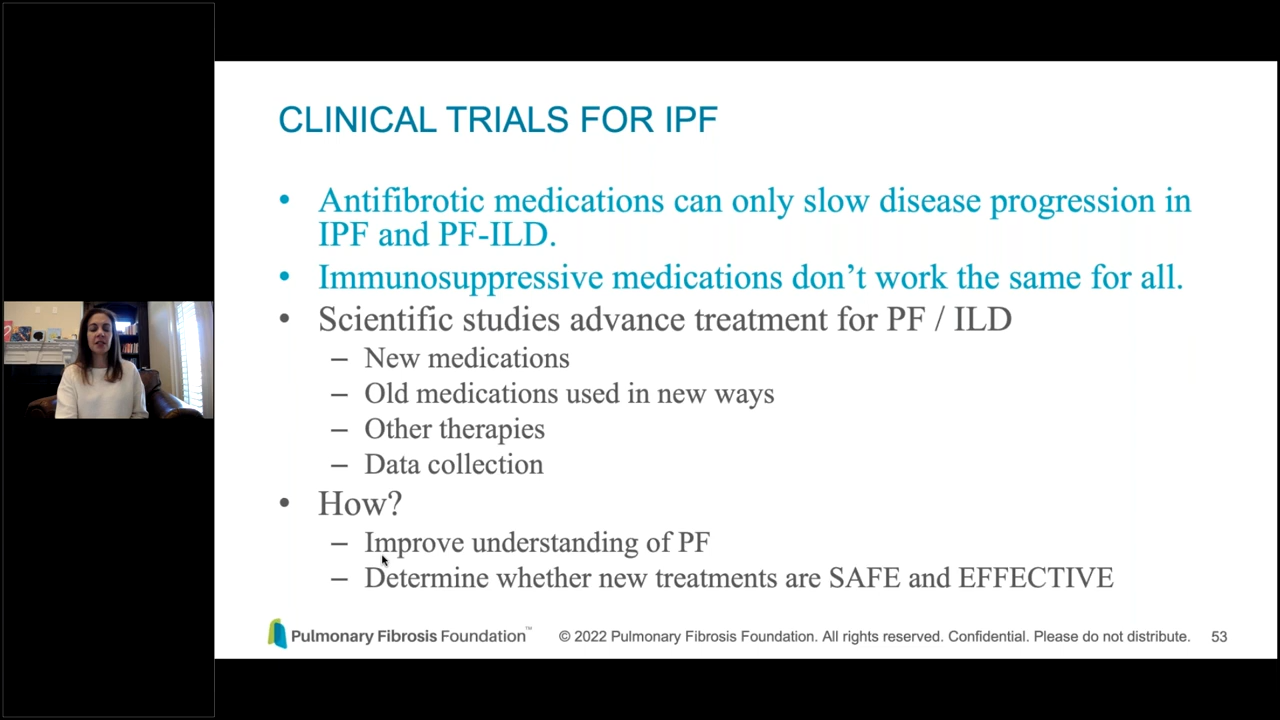 CLINICAL TRIALS FOR IPF
• Antifibrotic medications can only slow disease progression in
IPF and PF-ILD.
• Immunosuppressive medications don’t work the same for all.
• Scientific studies advance treatment for PF / ILD
– New medications
– Old medications used in new ways
– Other therapies
– Data collection
• How?
– Improve understanding of PF
– Determine whether new treatments are SAFE and EFFECTIVE
Pulmonary Fibrosis Foundation™ © 2022 Pulmonary Fibrosis Foundation. All rights reserved. Confidential. Please do not distribute. 53